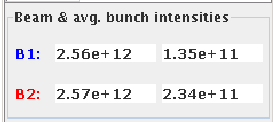 Beam & avg. bunch intensities
B1: 2.56e+12 1.35e+11
B2: 2.57e+12 2.34e+11